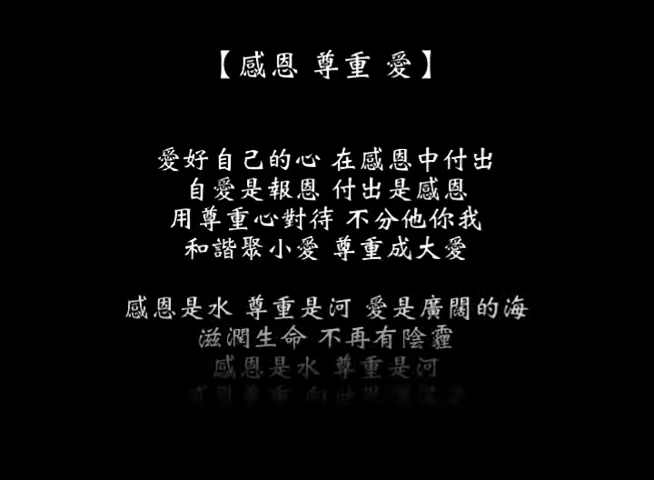 【感恩 尊重 愛】
愛好自己的心 在感恩中付出
自愛是報恩 付出是感恩
用尊重心對待 不分他你我
和諧聚小愛 尊重成大愛
感恩是水 尊重是河 愛是廣闊的海
滋潤生命 不再有陰霾
感恩是水 尊重是河
感恩尊重